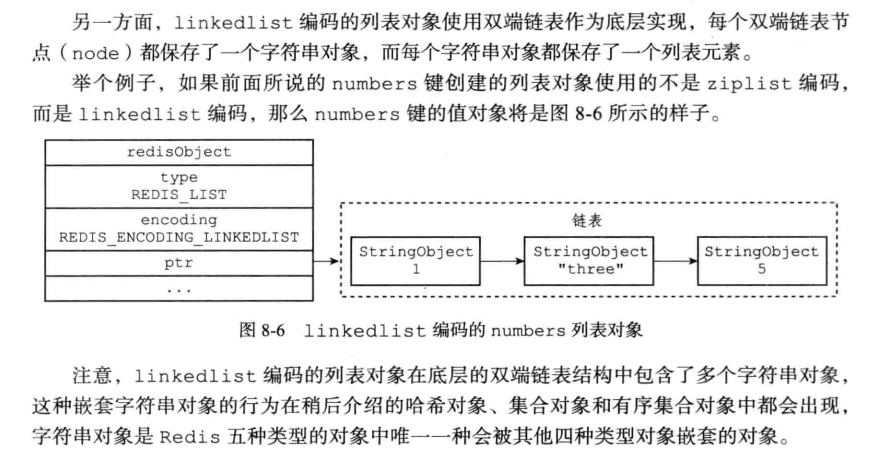 另一方面，linkedlist 编码的列表对象使用双端链表作为底层实现，每个双端链表节
点（node）都保存了一个字符串对象，而每个字符串对象都保存了一个列表元素。
举个例子，如果前面所说的 numbers 键创建的列表对象使用的不是 ziplist 编码，
而是 linkedlist 编码，那么 numbers 键的值对象将是图 8-6 所示的样子。
redisObject
type
REDIS_LIST
encoding
REDIS_ENCODING_LINKEDLIST
ptr
...
链表
StringObject
1
StringObject
"three"
StringObject
5
图 8-6 linkedlist 编码的 numbers 列表对象
注意，linkedlist 编码的列表对象在底层的双端链表结构中包含了多个字符串对象，
这种嵌套字符串对象的行为在稍后介绍的哈希对象、集合对象和有序集合对象中都会出现，
字符串对象是 Redis 五种类型的对象中唯一一种会被其他四种类型对象嵌套的对象。